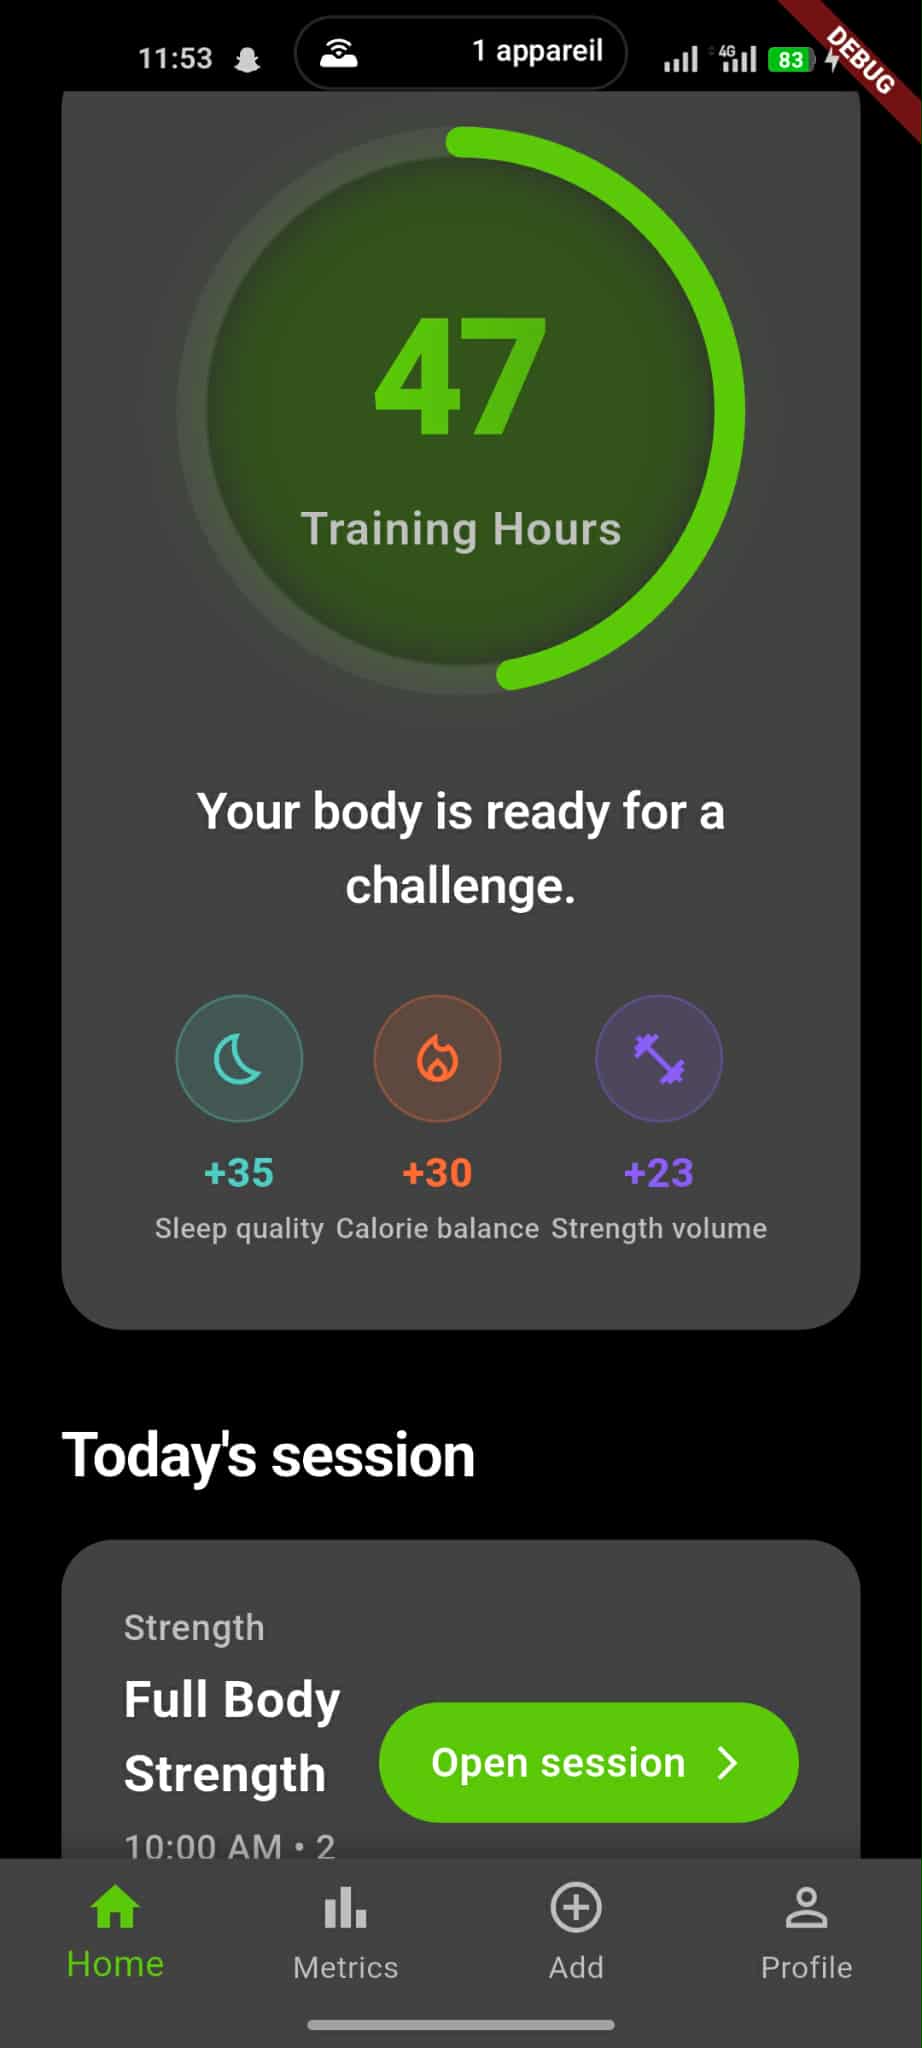 11:53
1 appareil
4G
83
DEBUG
47
Training Hours
Your body is ready for a
challenge.
+35
+30
+23
Sleep quality
Calorie balance
Strength volume
Today's session
Strength
Full Body
Strength
Open session
10:00 AM • 2
Home
Metrics
Add
Profile